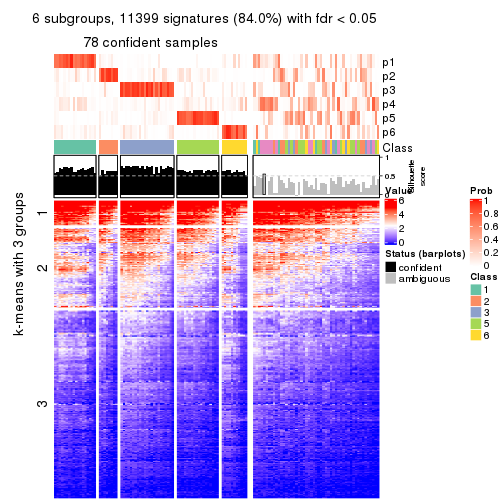 6 subgroups, 11399 signatures (84.0%) with fdr < 0.05
78 confident samples
p1
p2
p3
p4
p5
p6
Class
1
0.5
0
Silhouette
score
k-means with 3 groups
1
2
3
Value
6
4
2
0
Status (barplots)
confident
ambiguous
Prob
1
0.8
0.6
0.4
0.2
0
Class
1
2
3
5
6